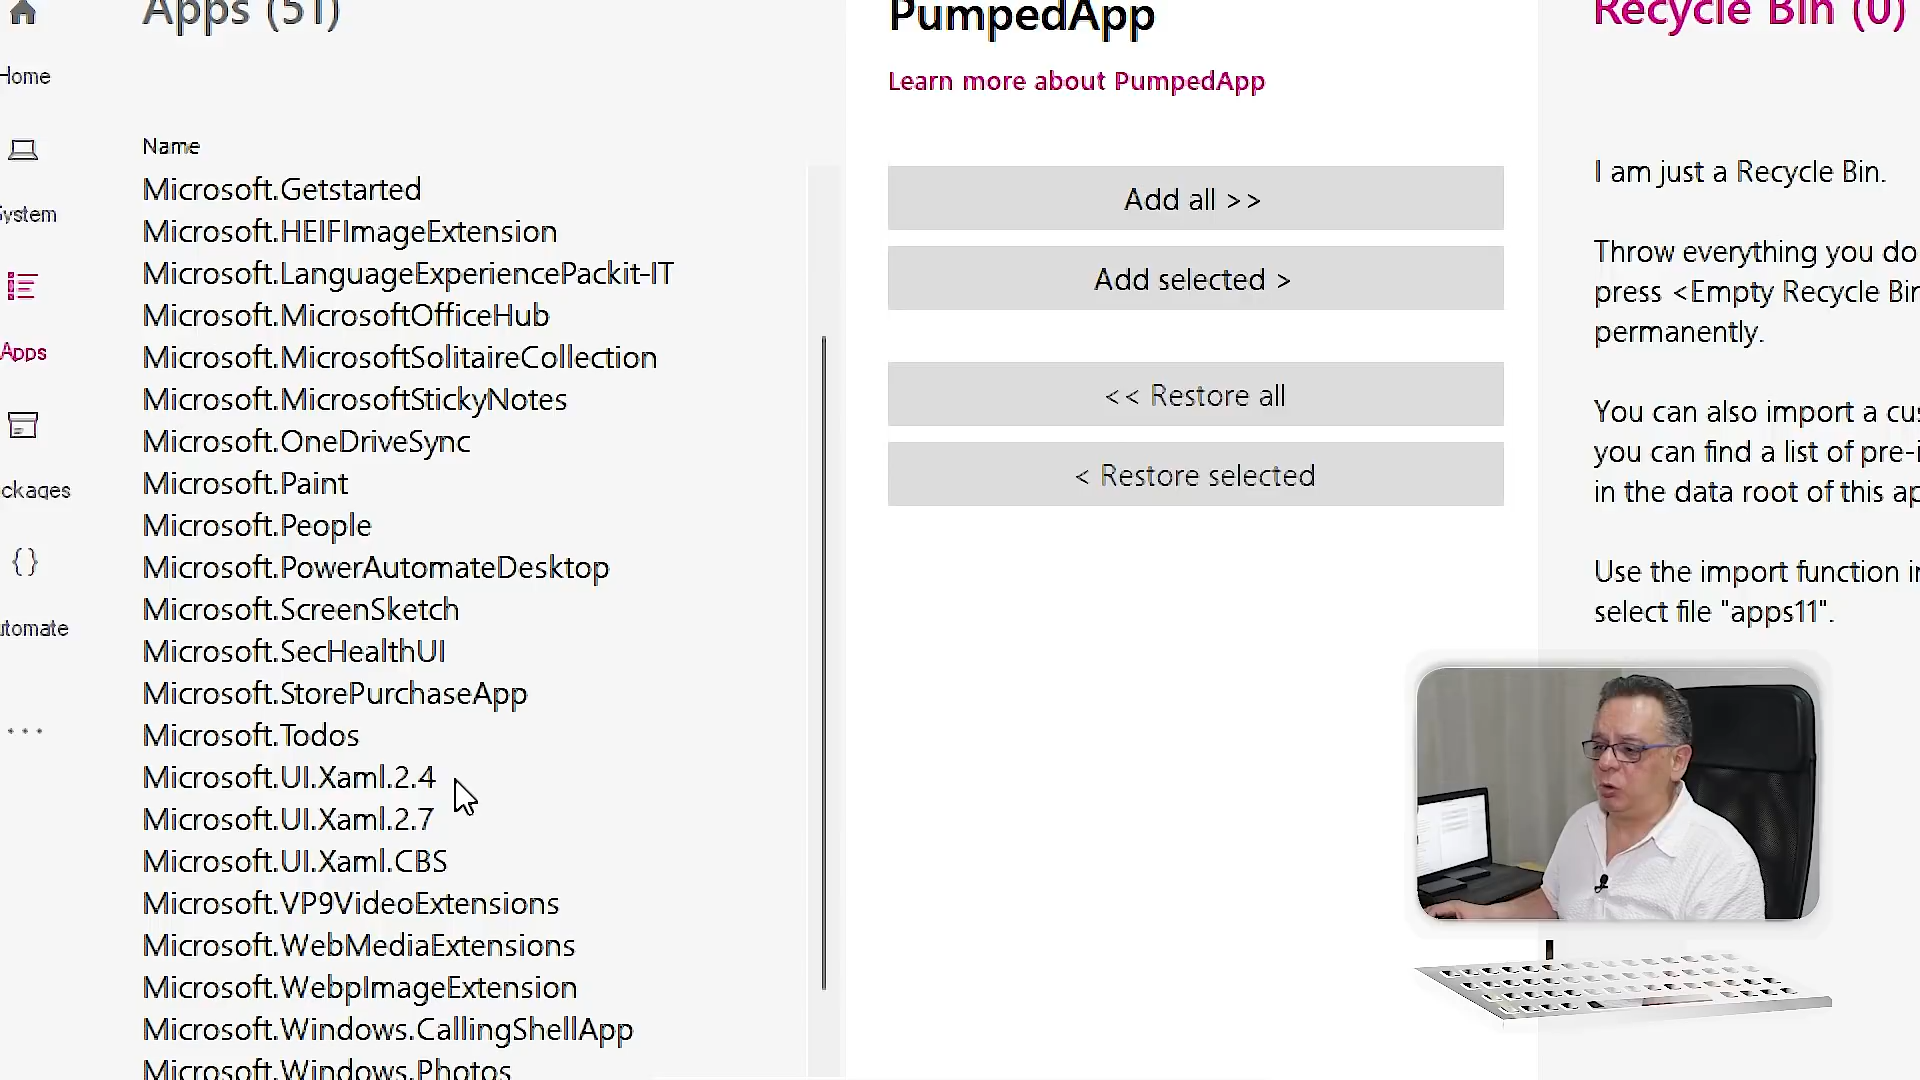 Apps (51)
Home
System
Apps
ckages
utomate
Name
Microsoft.Getstarted
Microsoft.HEIFImageExtension
Microsoft.LanguageExperiencePackit-IT
Microsoft.MicrosoftOfficeHub
Microsoft.MicrosoftSolitaireCollection
Microsoft.MicrosoftStickyNotes
Microsoft.OneDriveSync
Microsoft.Paint
Microsoft.People
Microsoft.PowerAutomateDesktop
Microsoft.ScreenSketch
Microsoft.SecHealthUI
Microsoft.StorePurchaseApp
Microsoft.Todos
Microsoft.UI.Xaml.2.4
Microsoft.UI.Xaml.2.7
Microsoft.UI.Xaml.CBS
Microsoft.VP9VideoExtensions
Microsoft.WebMediaExtensions
Microsoft.WebpImageExtension
Microsoft.Windows.CallingShellApp
Microsoft.Windows.Photos
PumpedApp
Learn more about PumpedApp
Add all >>
Add selected >
<< Restore all
< Restore selected
Recycle Bin (0)
I am just a Recycle Bin.
Throw everything you do
press <Empty Recycle Bin
permanently.
You can also import a cus
you can find a list of pre-i
in the data root of this ap
Use the import function in
select file "apps11".